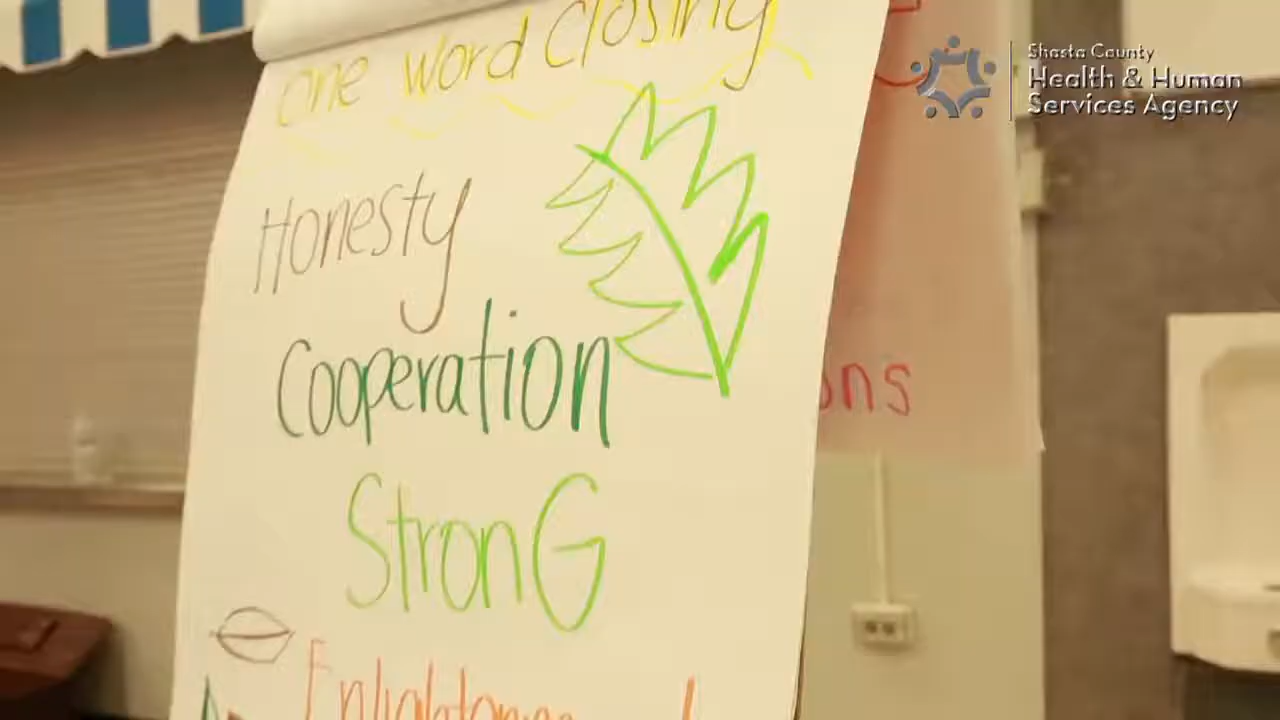 one word closing
Honesty
Cooperation
StronG
Shasta County
Health & Human
Services Agency